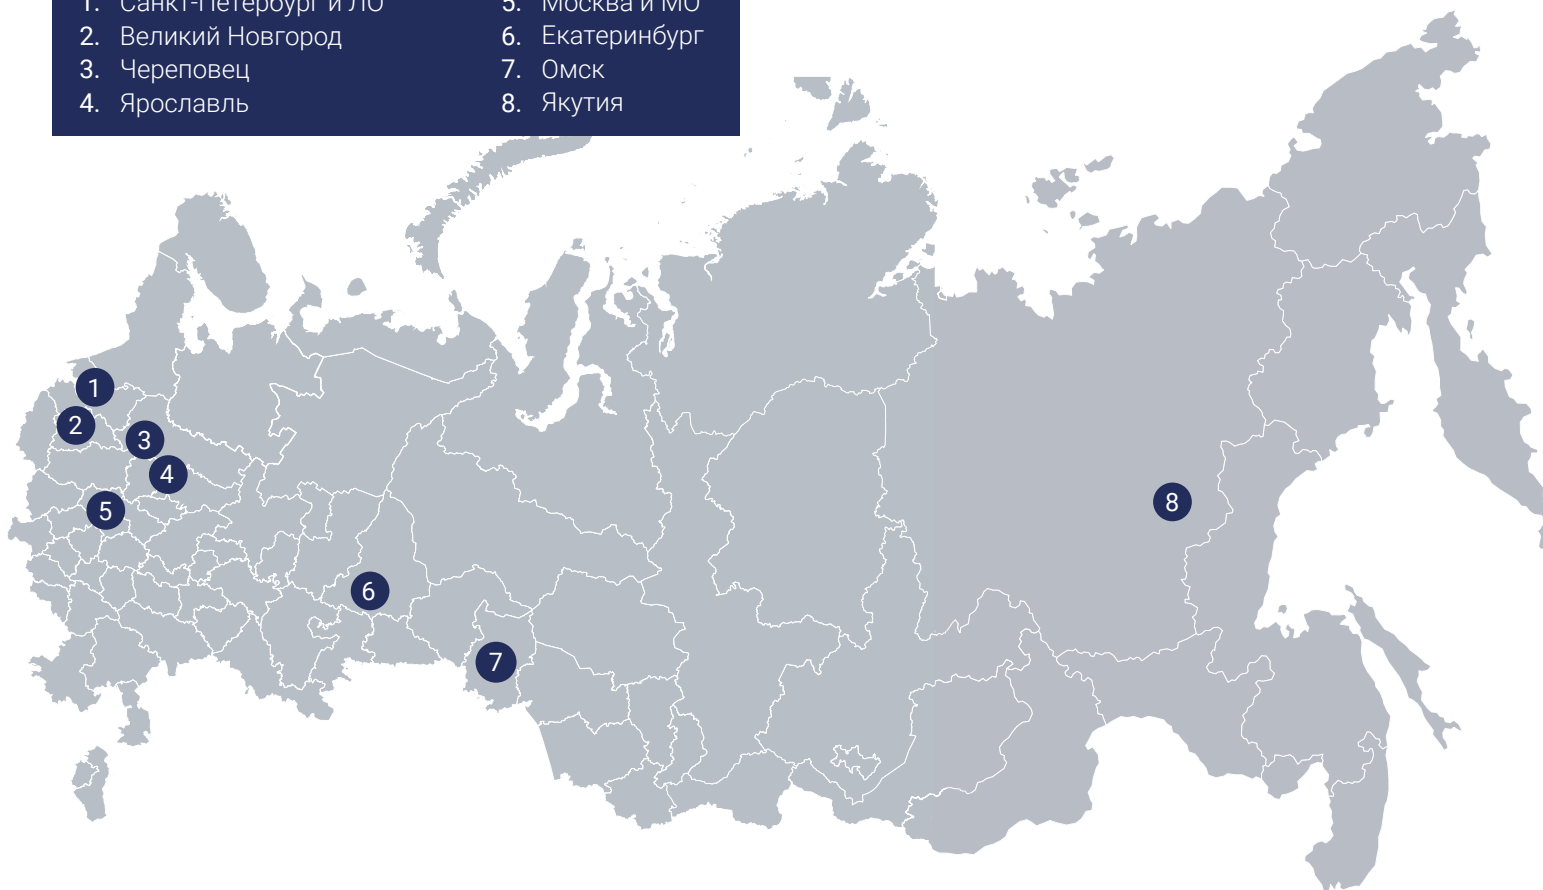 1. Санкт-Петербург и ЛО
2. Великий Новгород
3. Череповец
4. Ярославль
5. Москва и МО
6. Екатеринбург
7. Омск
8. Якутия
1
2
3
4
5
6
7
8